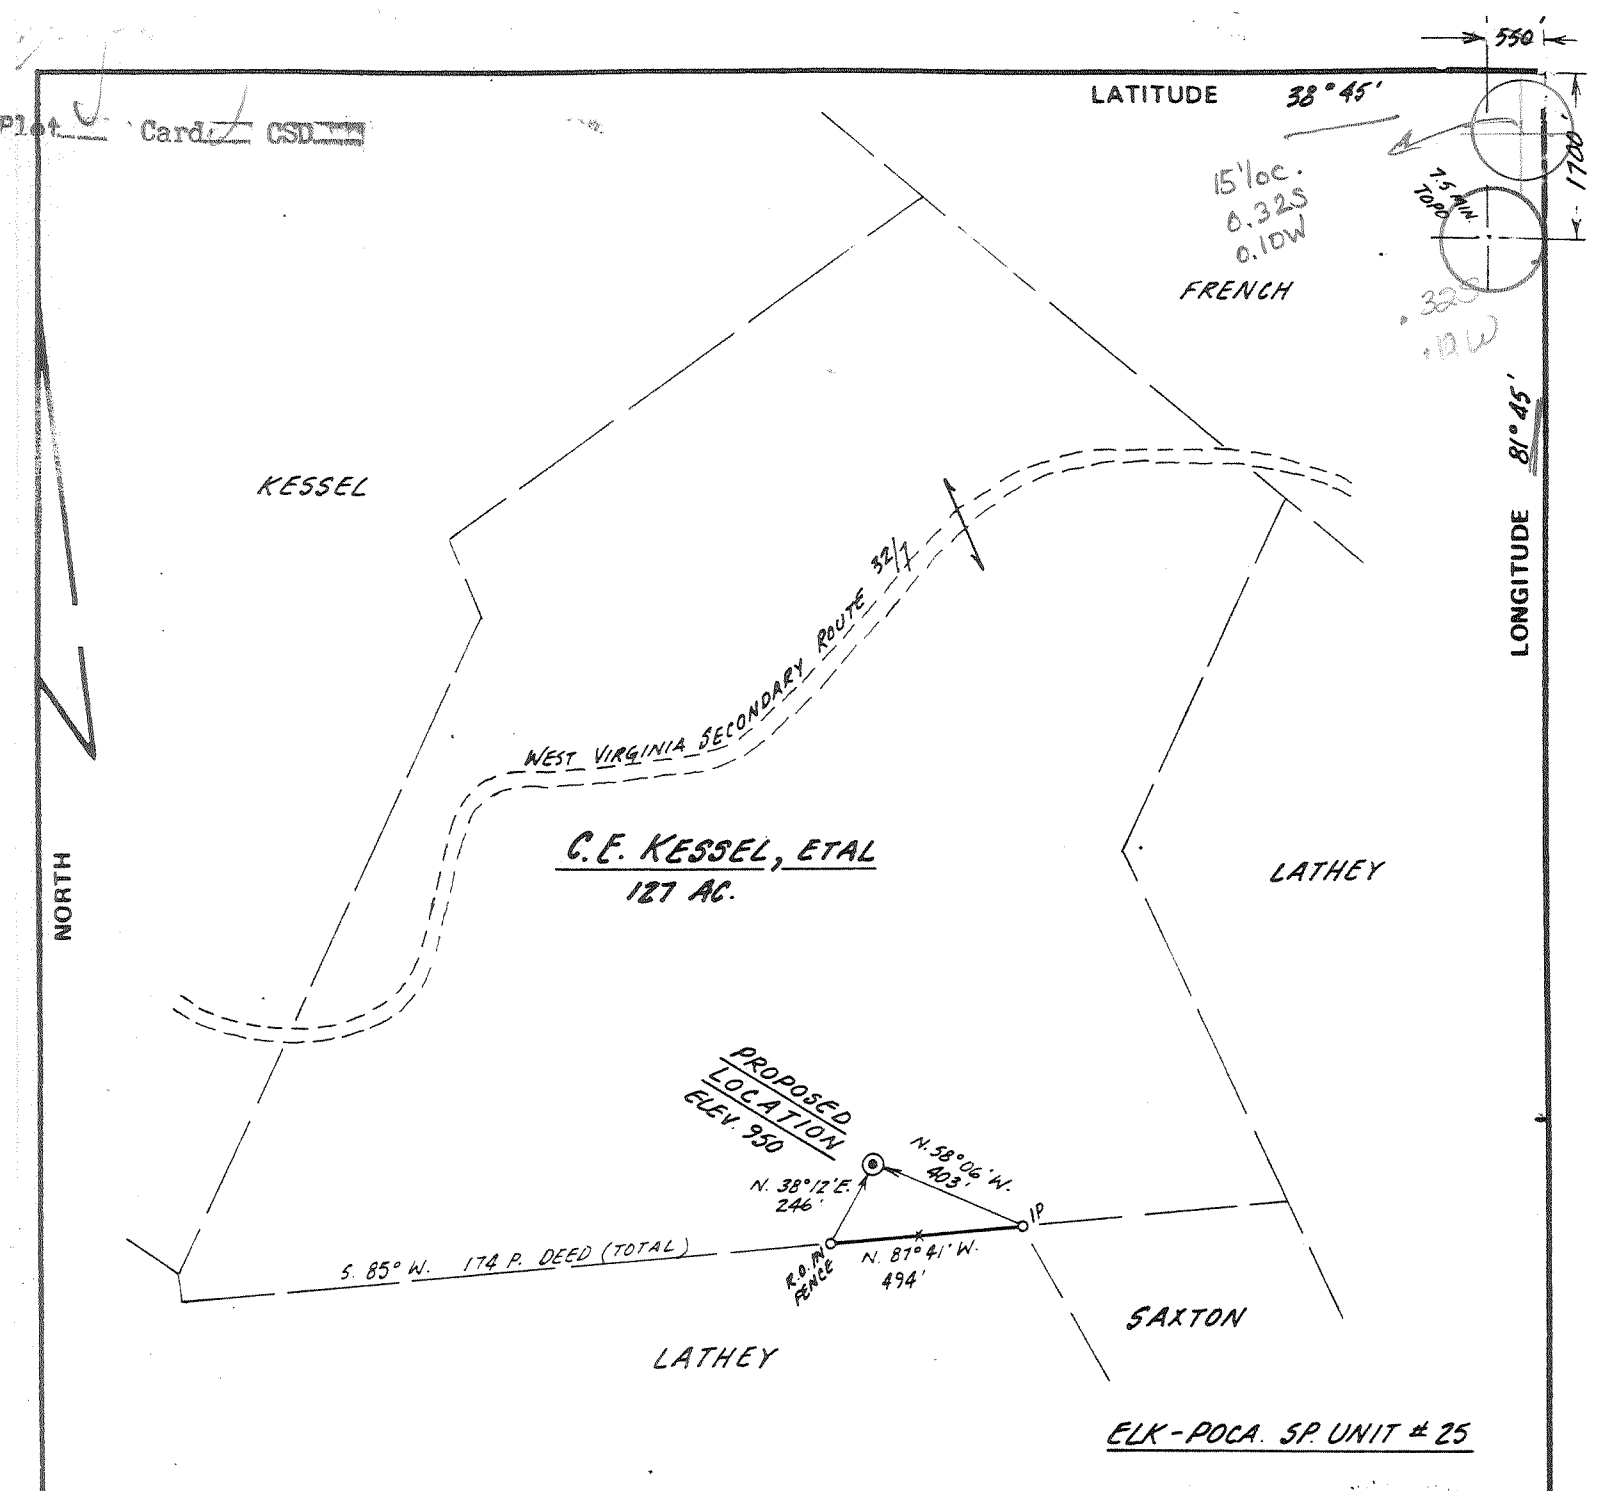 550'
LATITUDE 38°45'
Plot Card CSD
1700'
7.5 MIN.
TOPO
15' loc.
0.32S
0.10W
FRENCH
.32S
.12W
81°45'
LONGITUDE
KESSEL
WEST VIRGINIA SECONDARY ROUTE 32/7
C.E. KESSEL, ETAL
127 AC.
LATHEY
NORTH
PROPOSED
LOCATION
ELEV. 950
N. 58°06' W.
403'
N. 38°12' E.
246'
IP
S. 85° W. 174 P. DEED (TOTAL)
R.O. IN
FENCE
N. 87°41' W.
494'
SAXTON
LATHEY
ELK-POCA. SP. UNIT # 25